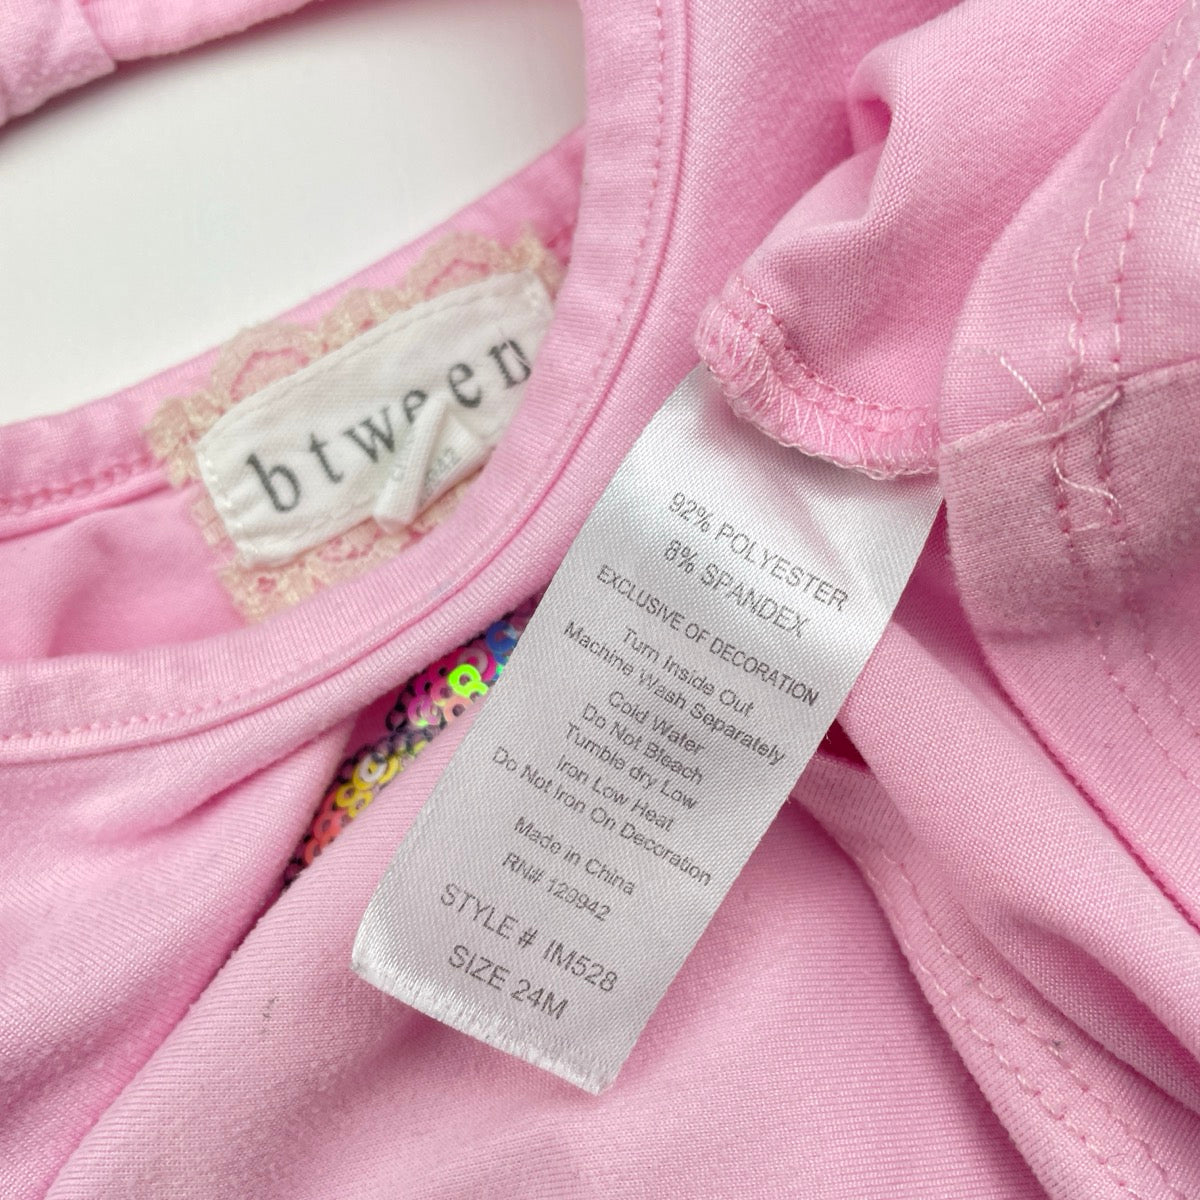 btween
92% POLYESTER
8% SPANDEX
EXCLUSIVE OF DECORATION
Turn Inside Out
Machine Wash Separately
Cold Water
Do Not Bleach
Tumble dry Low
Iron Low Heat
Do Not Iron On Decoration
Made in China
RN# 129942
STYLE # IM528
SIZE 24M